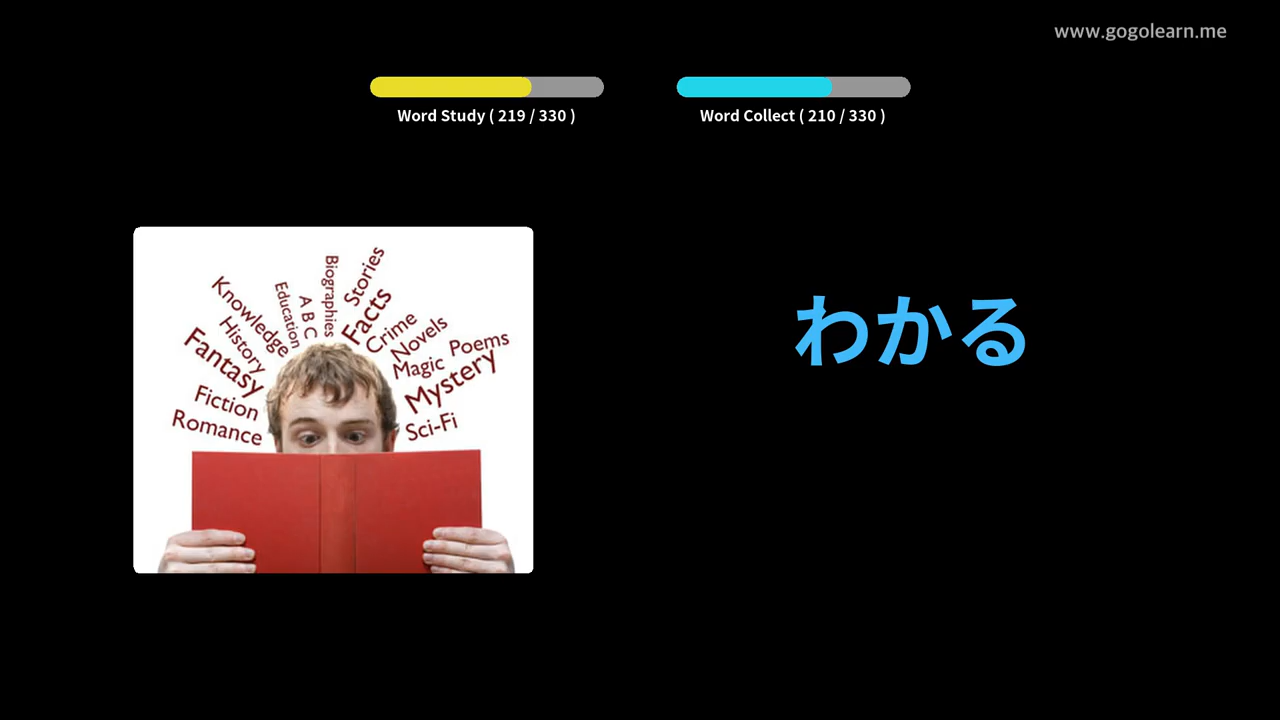 www.gogolearn.me
Word Study ( 219 / 330 )
Word Collect ( 210 / 330 )
Biographies
Stories
Education
A B C
Facts
Knowledge
Crime
History
Novels
Poems
Fantasy
Magic
Mystery
Fiction
Sci-Fi
Romance
わかる